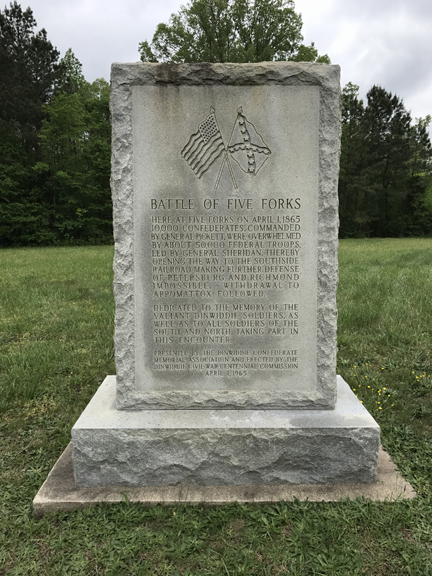 BATTLE OF FIVE FORKS
HERE AT FIVE FORKS ON APRIL 1, 1865
10,000 CONFEDERATES, COMMANDED
BY GENERAL PICKETT, WERE OVERWHELMED
BY ABOUT 50,000 FEDERAL TROOPS,
LED BY GENERAL SHERIDAN, THEREBY
OPENING THE WAY TO THE SOUTHSIDE
RAILROAD MAKING FURTHER DEFENSE
OF PETERSBURG AND RICHMOND
IMPOSSIBLE. WITHDRAWAL TO
APPOMATTOX FOLLOWED.
DEDICATED TO THE MEMORY OF THE
VALIANT DINWIDDIE SOLDIERS, AS
WELL AS TO ALL SOLDIERS OF THE
SOUTH AND NORTH TAKING PART IN
THIS ENCOUNTER.
PRESENTED BY THE DINWIDDIE CONFEDERATE
MEMORIAL ASSOCIATION AND ERECTED BY THE
DINWIDDIE CIVIL WAR CENTENNIAL COMMISSION
APRIL 1, 1965